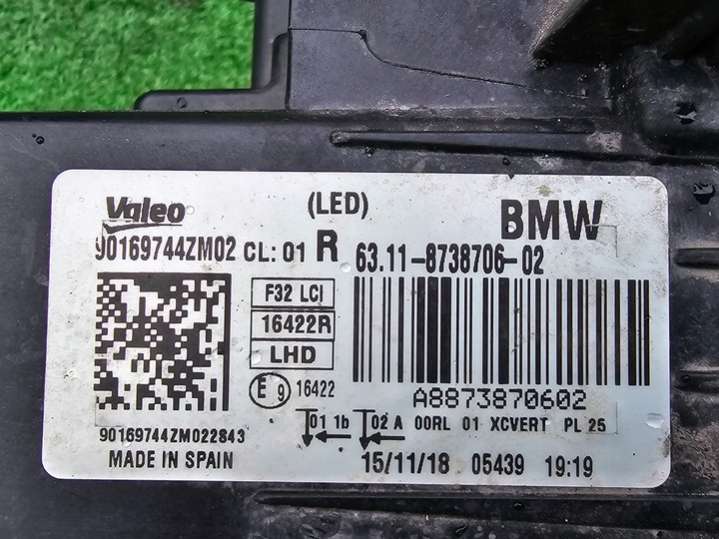 Valeo (LED) BMW
90169744ZM02 CL: 01 R 63.11-8738706-02
F32 LCI
16422R
LHD
E9 16422
A8873870602
01 1b 02 A 00RL 01 XCVERT PL 25
90169744ZM022843
MADE IN SPAIN 15/11/18 05439 19:19